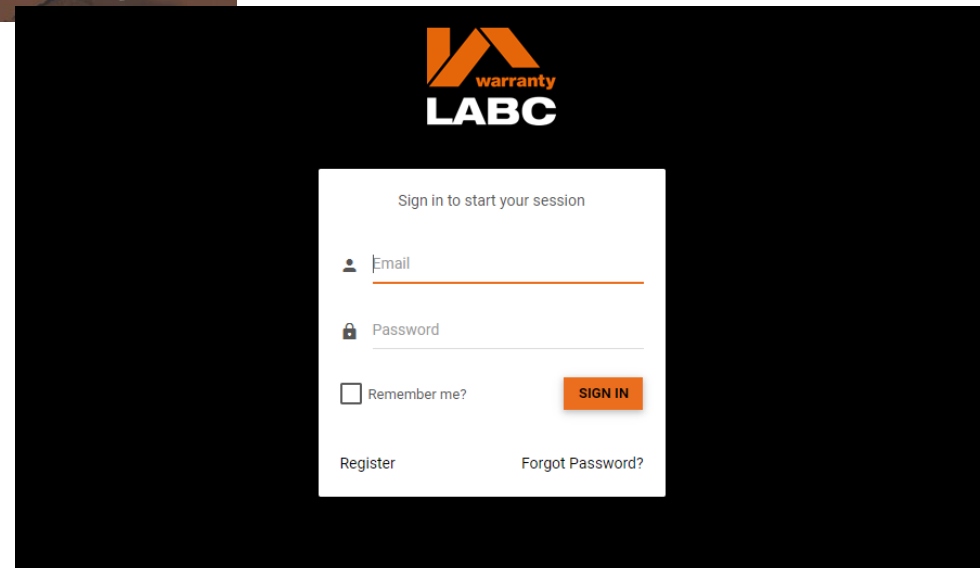 warranty
LABC
Sign in to start your session
Email
Password
Remember me?
SIGN IN
Register
Forgot Password?